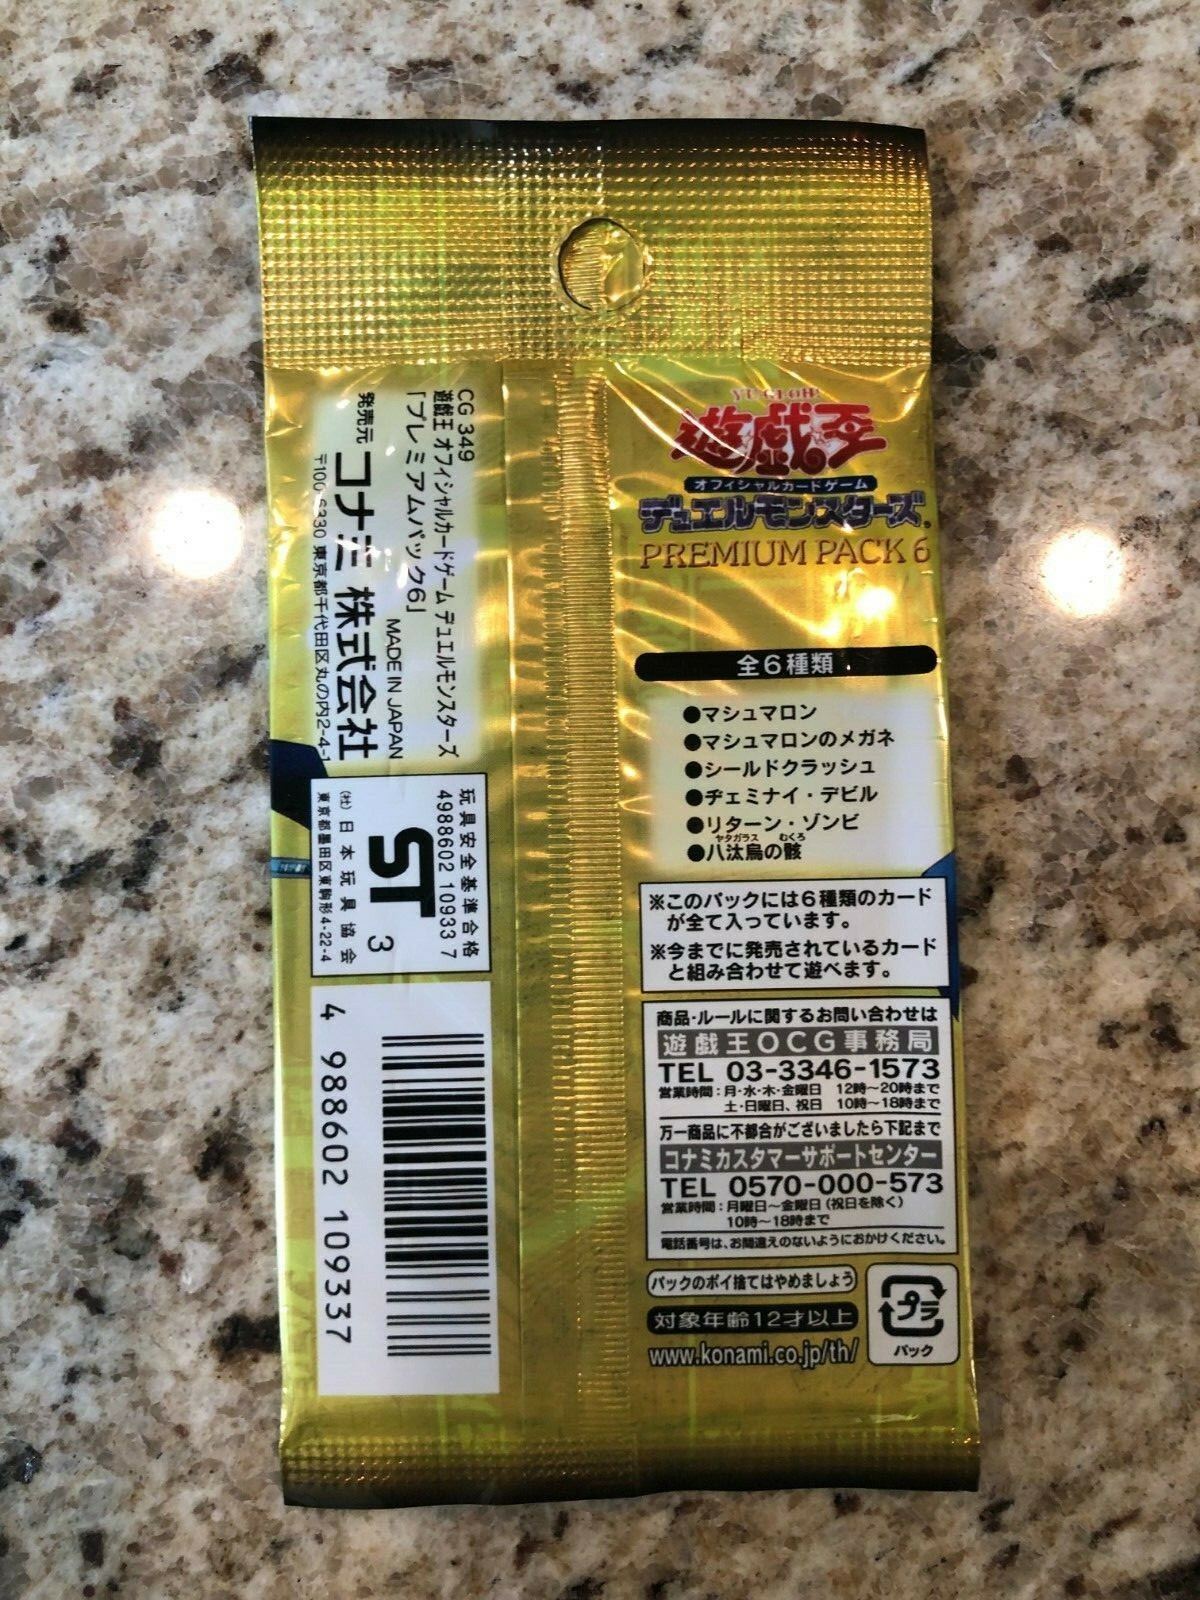 YU-GI-OH!
遊戯王
オフィシャルカードゲーム
デュエルモンスターズ®
PREMIUM PACK 6
全6種類
●マシュマロン
●マシュマロンのメガネ
●シールドクラッシュ
●ヂェミナイ・デビル
●リターン・ゾンビ
ヤタガラス むくろ
●八汰烏の骸
※このパックには6種類のカード
が全て入っています。
※今までに発売されているカード
と組み合わせて遊べます。
商品・ルールに関するお問い合わせは
遊戯王OCG事務局
TEL 03-3346-1573
営業時間：月・水・木・金曜日 12時〜20時まで
土・日曜日、祝日 10時〜18時まで
万一商品に不都合がございましたら下記まで
コナミカスタマーサポートセンター
TEL 0570-000-573
営業時間：月曜日〜金曜日（祝日を除く）
10時〜18時まで
電話番号は、お間違えのないようにおかけください。
パックのポイ捨てはやめましょう
対象年齢12才以上
www.konami.co.jp/th/
プラ
パック
CG 349
遊戯王 オフィシャルカードゲーム デュエルモンスターズ
「プレミアムパック6」
MADE IN JAPAN
発売元 コナミ 株式会社
〒100-6330 東京都千代田区丸の内2-4-1
玩具安全基準合格
4988602 10933 7
ST 3
(社)日本玩具協会
東京都墨田区東駒形4-22-4
4 988602 109337